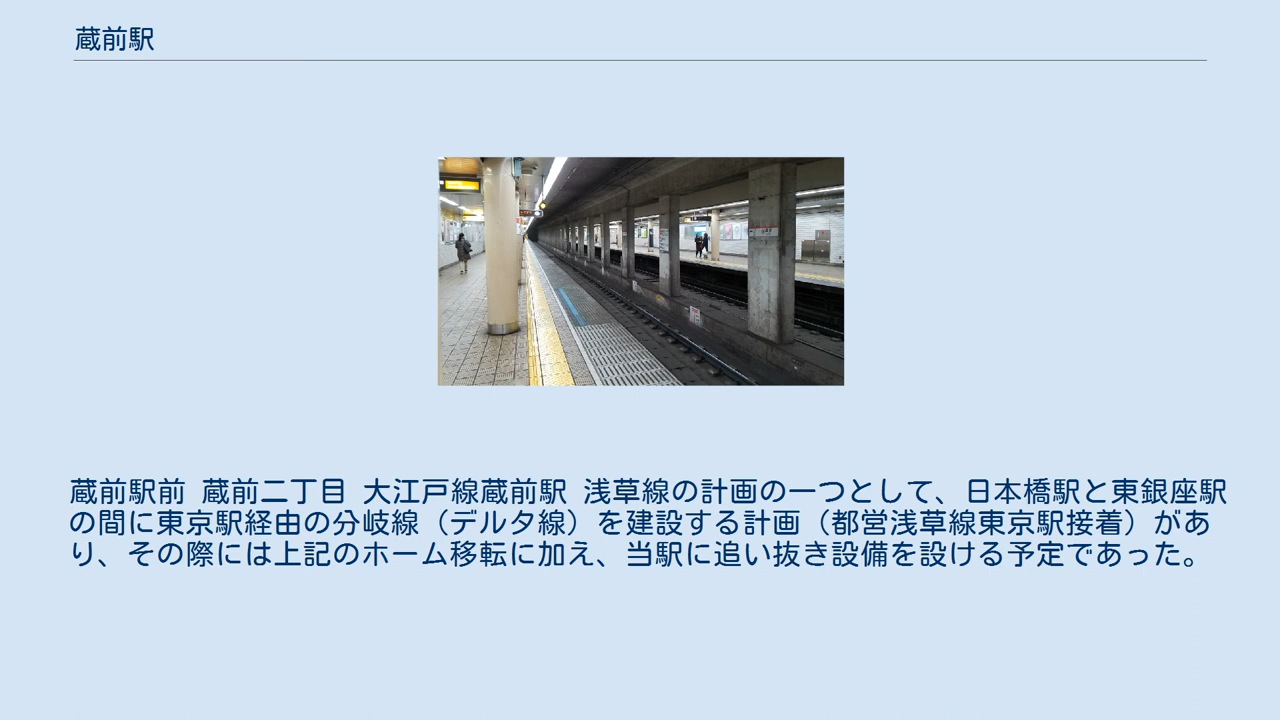 蔵前駅
蔵前駅前 蔵前二丁目 大江戸線蔵前駅 浅草線の計画の一つとして、日本橋駅と東銀座駅
の間に東京駅経由の分岐線（デルタ線）を建設する計画（都営浅草線東京駅接着）があ
り、その際には上記のホーム移転に加え、当駅に追い抜き設備を設ける予定であった。